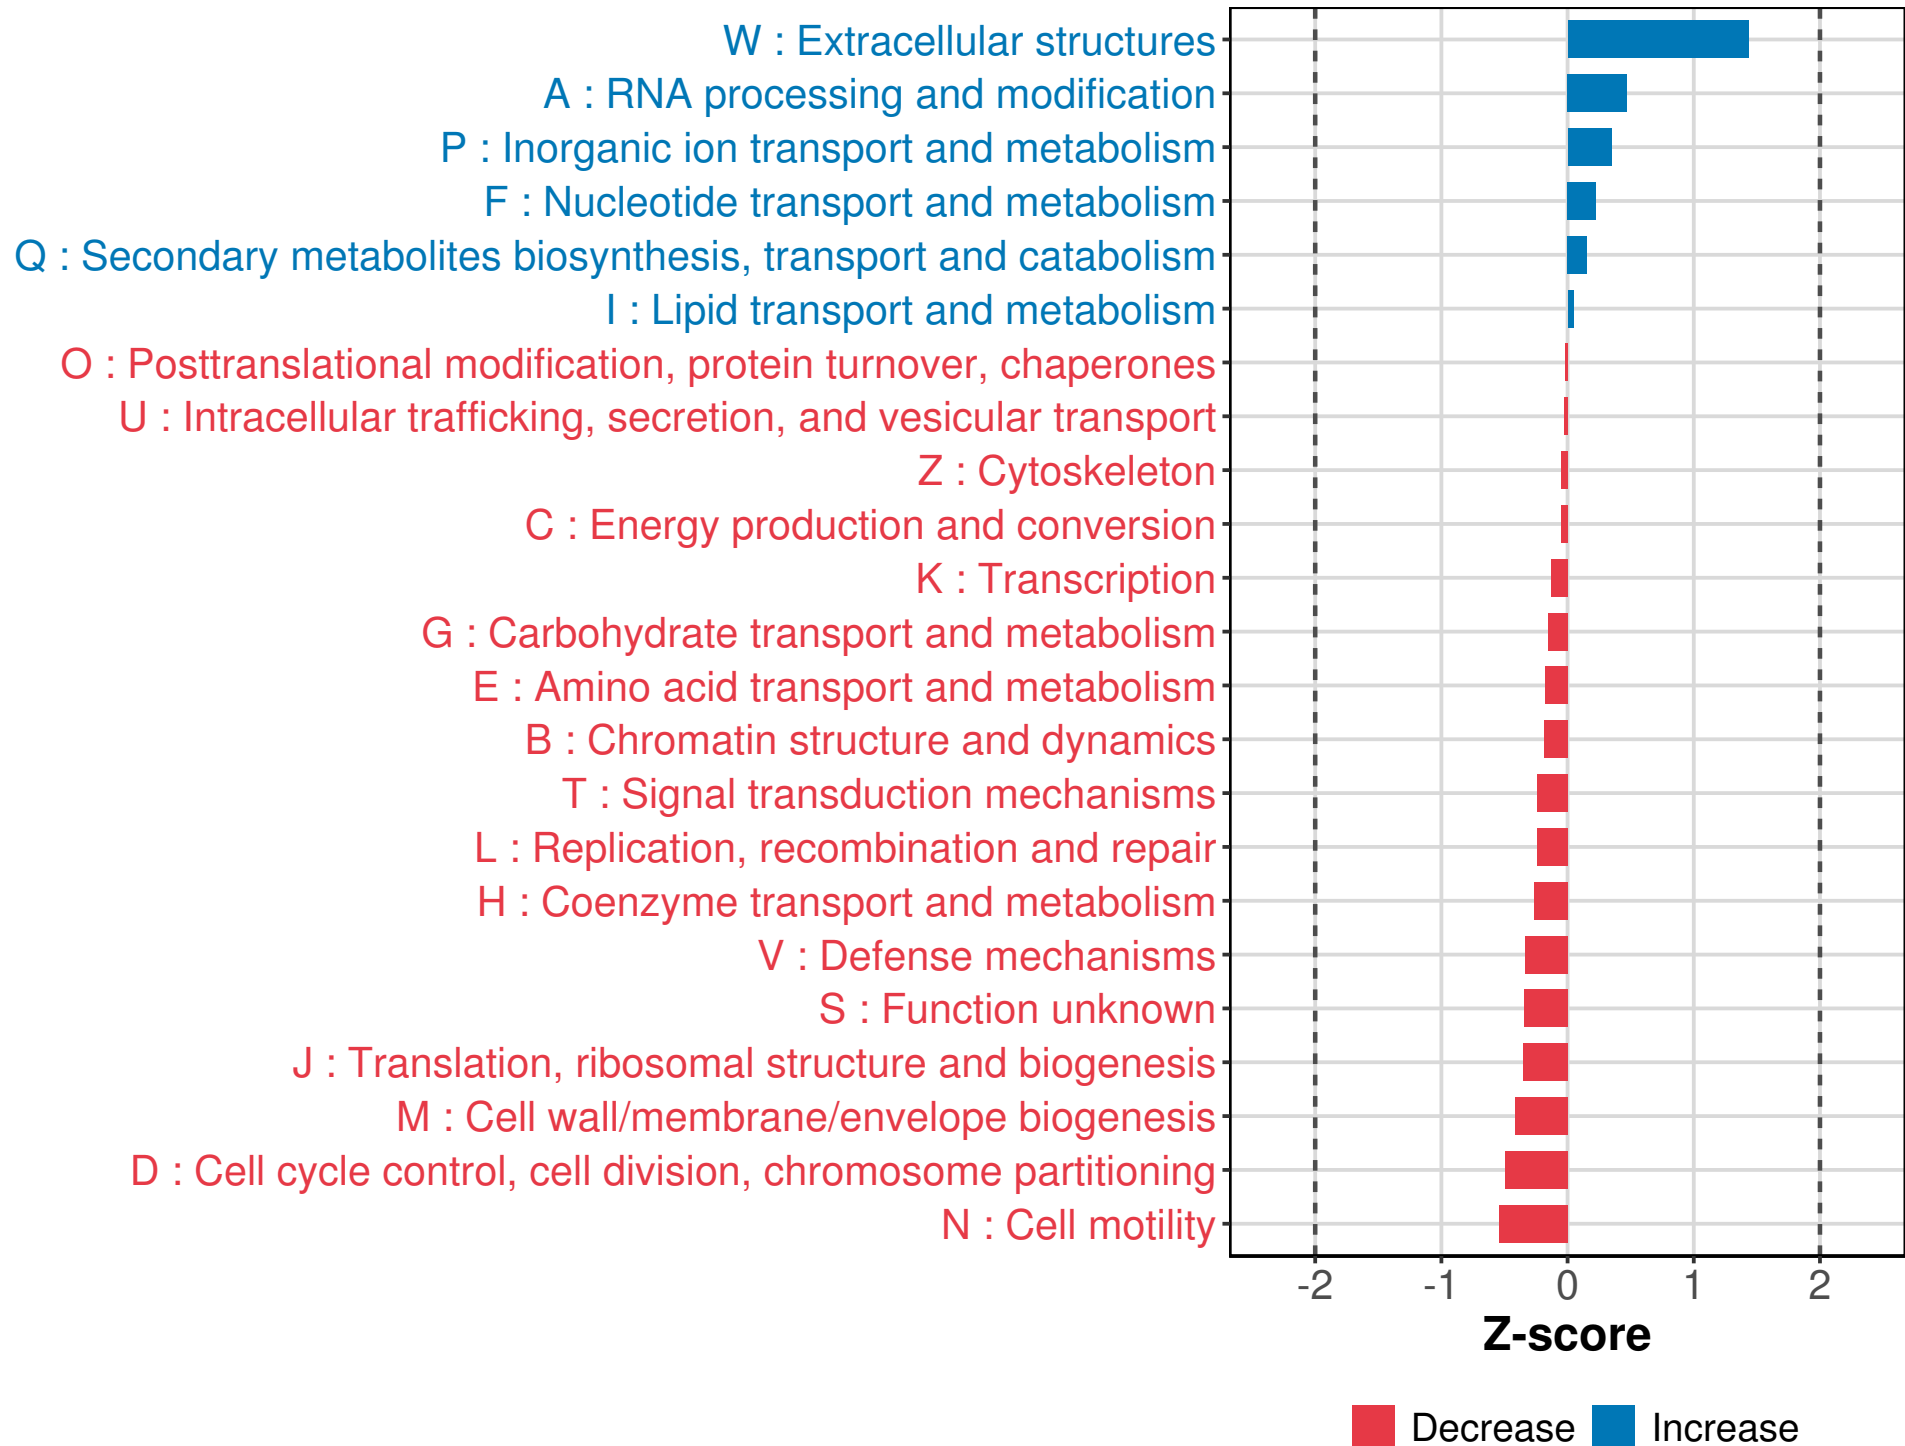 W : Extracellular structures
A : RNA processing and modification
P : Inorganic ion transport and metabolism
F : Nucleotide transport and metabolism
Q : Secondary metabolites biosynthesis, transport and catabolism
I : Lipid transport and metabolism
O : Posttranslational modification, protein turnover, chaperones
U : Intracellular trafficking, secretion, and vesicular transport
Z : Cytoskeleton
C : Energy production and conversion
K : Transcription
G : Carbohydrate transport and metabolism
E : Amino acid transport and metabolism
B : Chromatin structure and dynamics
T : Signal transduction mechanisms
L : Replication, recombination and repair
H : Coenzyme transport and metabolism
V : Defense mechanisms
S : Function unknown
J : Translation, ribosomal structure and biogenesis
M : Cell wall/membrane/envelope biogenesis
D : Cell cycle control, cell division, chromosome partitioning
N : Cell motility
-2 -1 0 1 2
Z-score
Decrease Increase